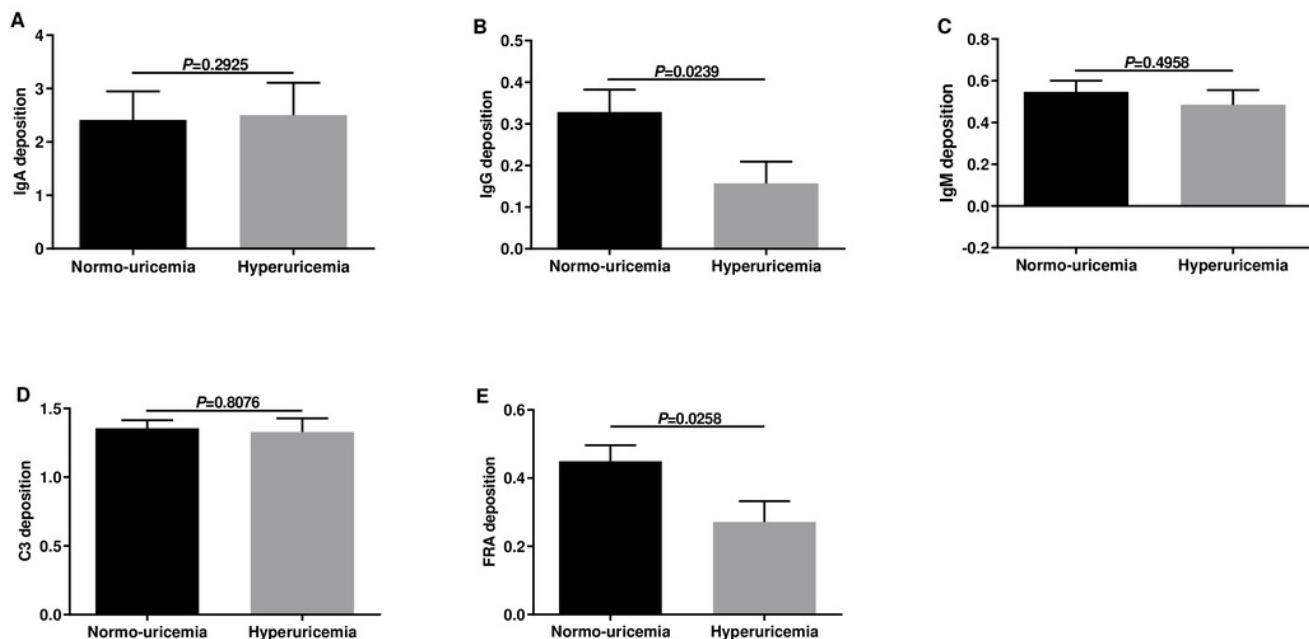 A
IgA deposition
4
3
2
1
0
P=0.2925
Normo-uricemia
Hyperuricemia
B
IgG deposition
0.5
0.4
0.3
0.2
0.1
0.0
P=0.0239
Normo-uricemia
Hyperuricemia
C
IgM deposition
0.8
0.6
0.4
0.2
0.0
-0.2
P=0.4958
Normo-uricemia
Hyperuricemia
D
C3 deposition
1.5
1.0
0.5
0.0
P=0.8076
Normo-uricemia
Hyperuricemia
E
FRA deposition
0.6
0.4
0.2
0.0
P=0.0258
Normo-uricemia
Hyperuricemia